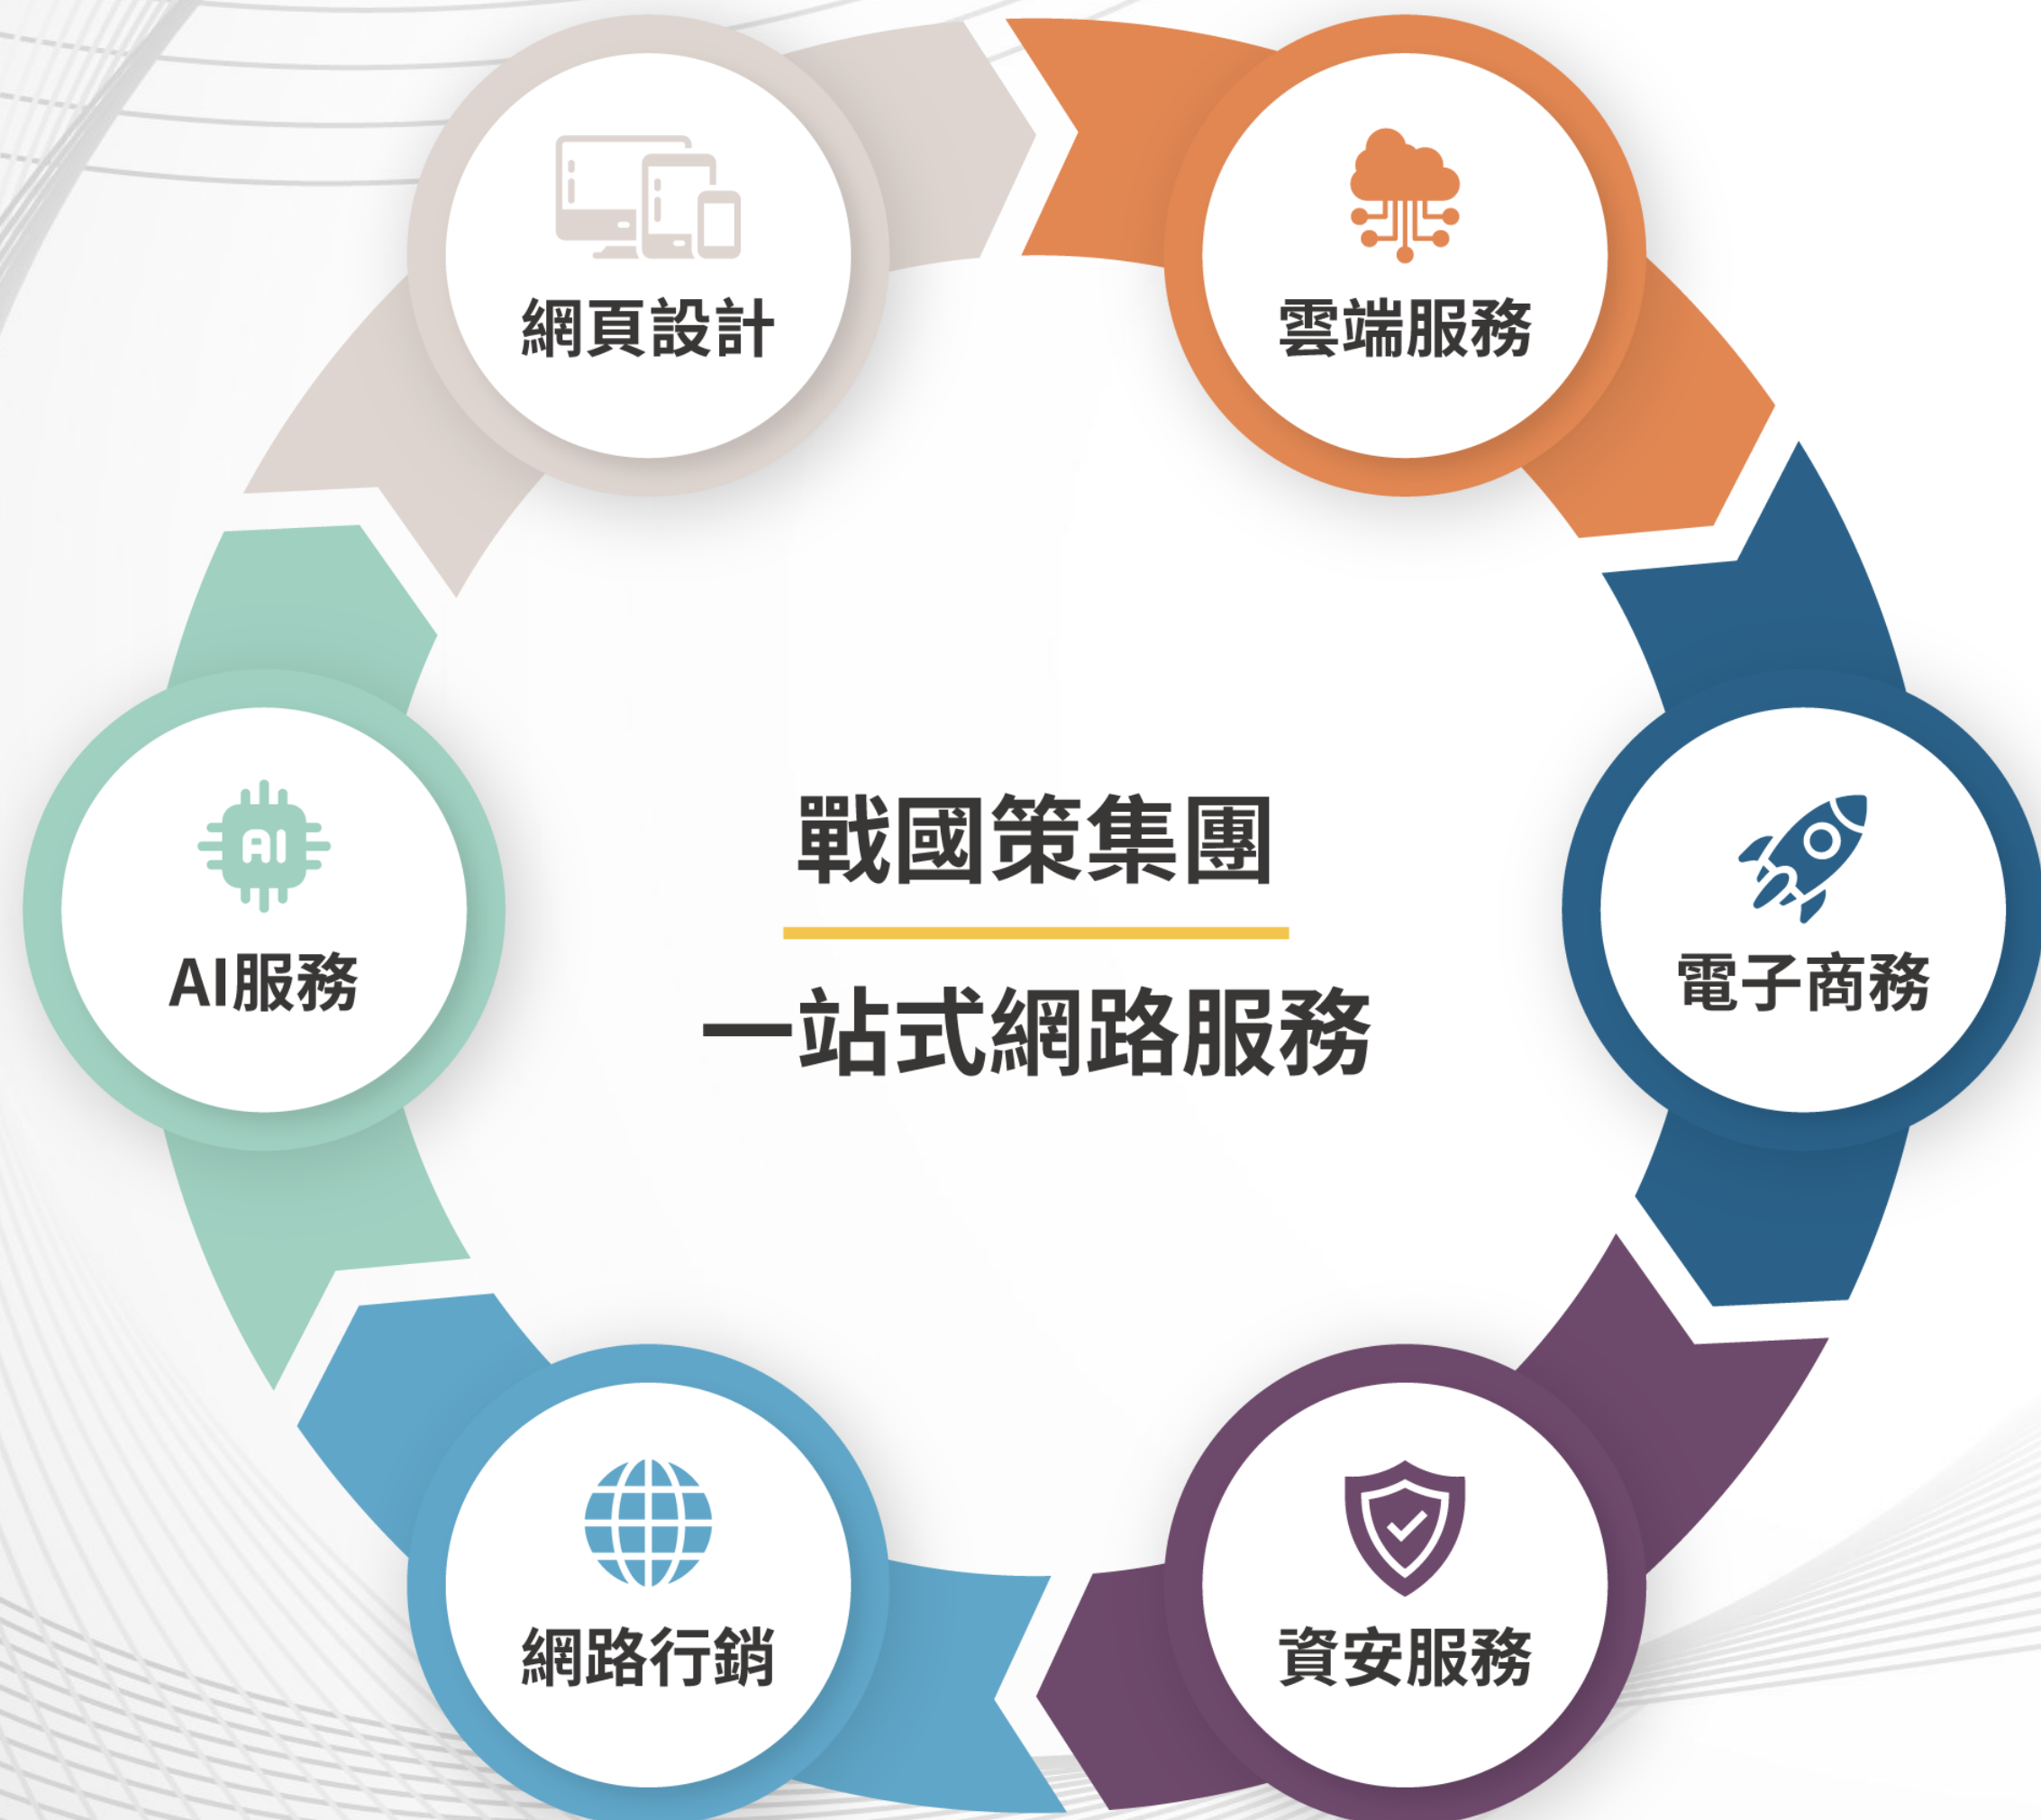 網頁設計
雲端服務
戰國策集團
一站式網路服務
AI
AI服務
電子商務
網路行銷
資安服務